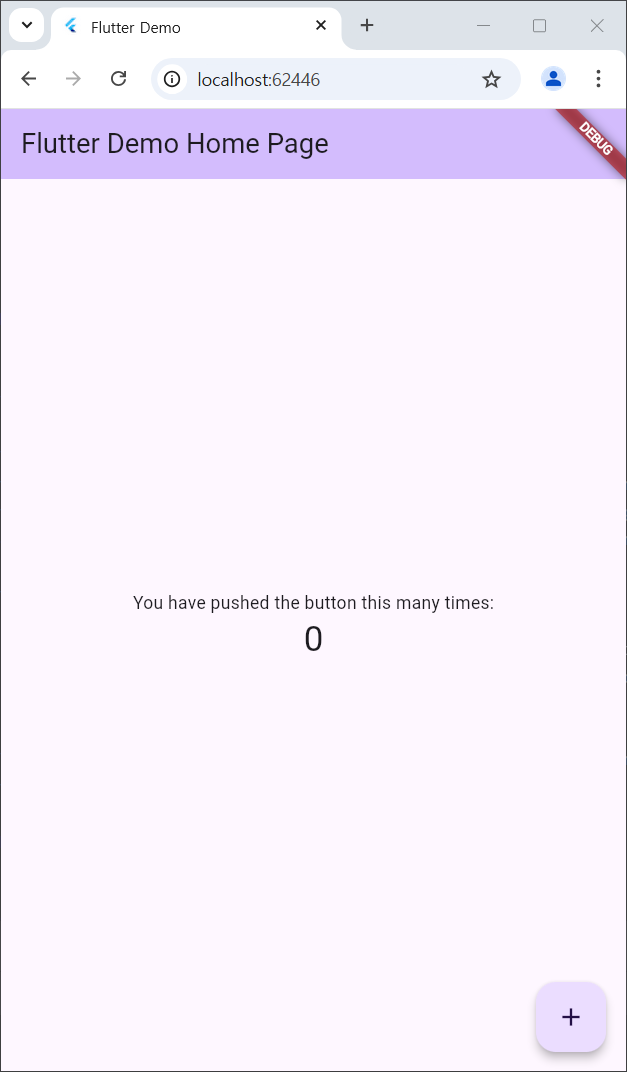 Flutter Demo
localhost:62446
Flutter Demo Home Page
DEBUG
You have pushed the button this many times:
0